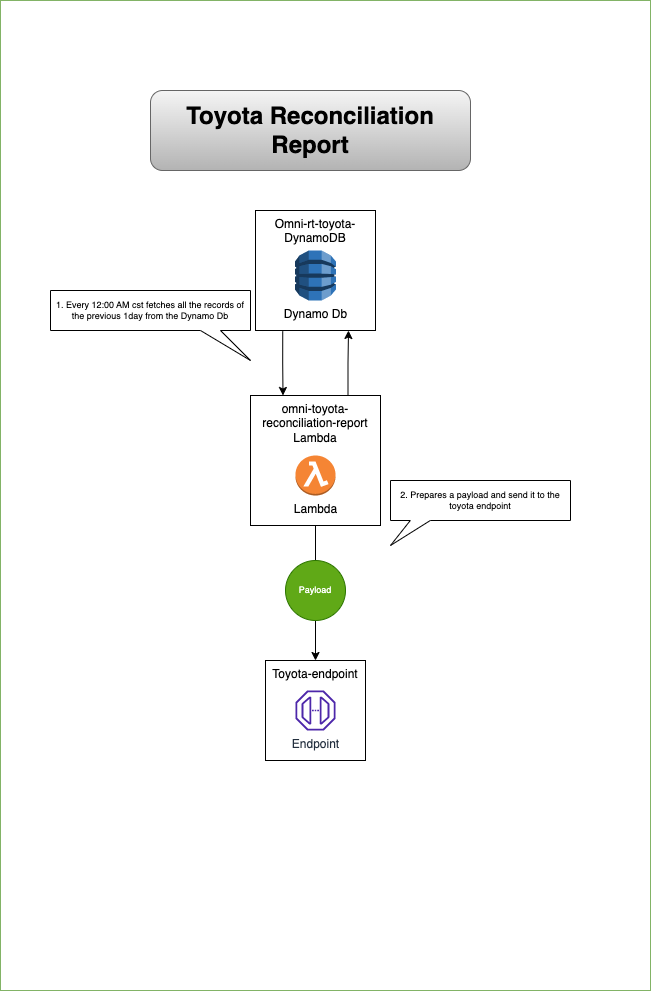 Toyota Reconciliation
Report
Omni-rt-toyota-
DynamoDB
Dynamo Db
1. Every 12:00 AM cst fetches all the records of
the previous 1day from the Dynamo Db
omni-toyota-
reconciliation-report
Lambda
Lambda
2. Prepares a payload and send it to the
toyota endpoint
Payload
Toyota-endpoint
Endpoint